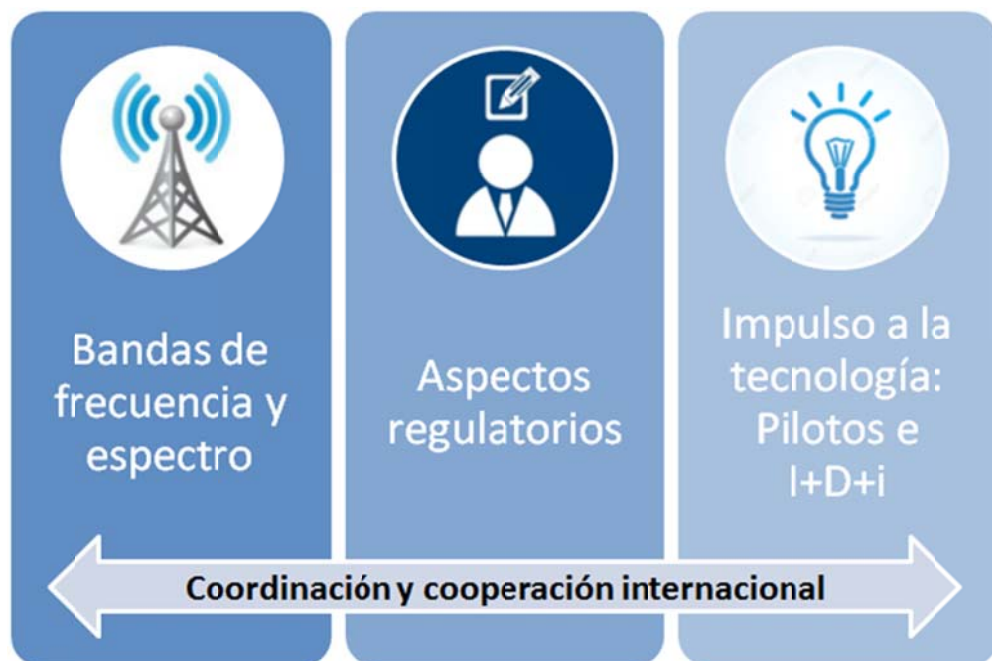 Bandas de
frecuencia y
espectro
Aspectos
regulatorios
Impulso a la
tecnología:
Pilotos e
I+D+i
Coordinación y cooperación internacional